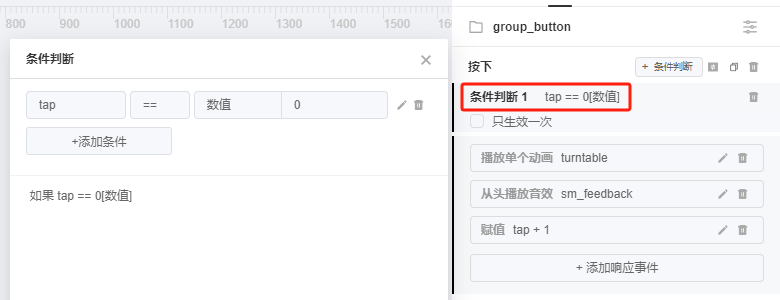 800 900 1000 1100 1200 1300 1400 1500
条件判断
tap == 数值 0
+添加条件
如果 tap == 0[数值]
group_button
按下 + 条件判断
条件判断 1 tap == 0[数值]
只生效一次
播放单个动画 turntable
从头播放音效 sm_feedback
赋值 tap + 1
+ 添加响应事件